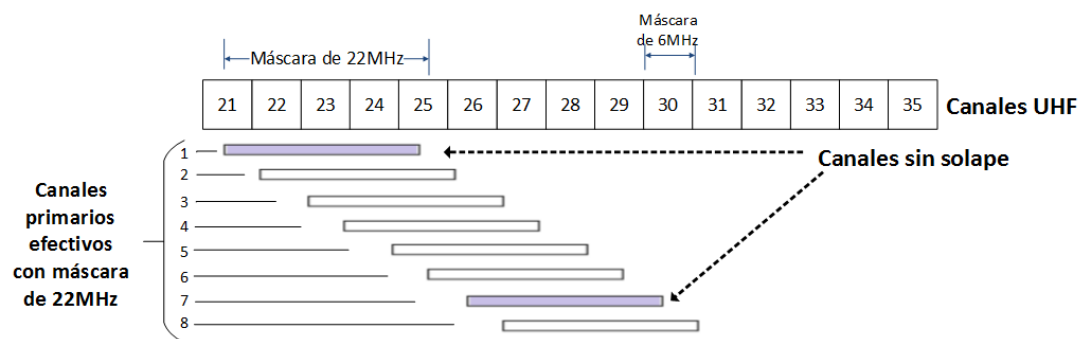 Máscara
de 6MHz
Máscara de 22MHz
21 22 23 24 25 26 27 28 29 30 31 32 33 34 35 Canales UHF
1
2
3
4
5
6
7
8
Canales sin solape
Canales
primarios
efectivos
con máscara
de 22MHz